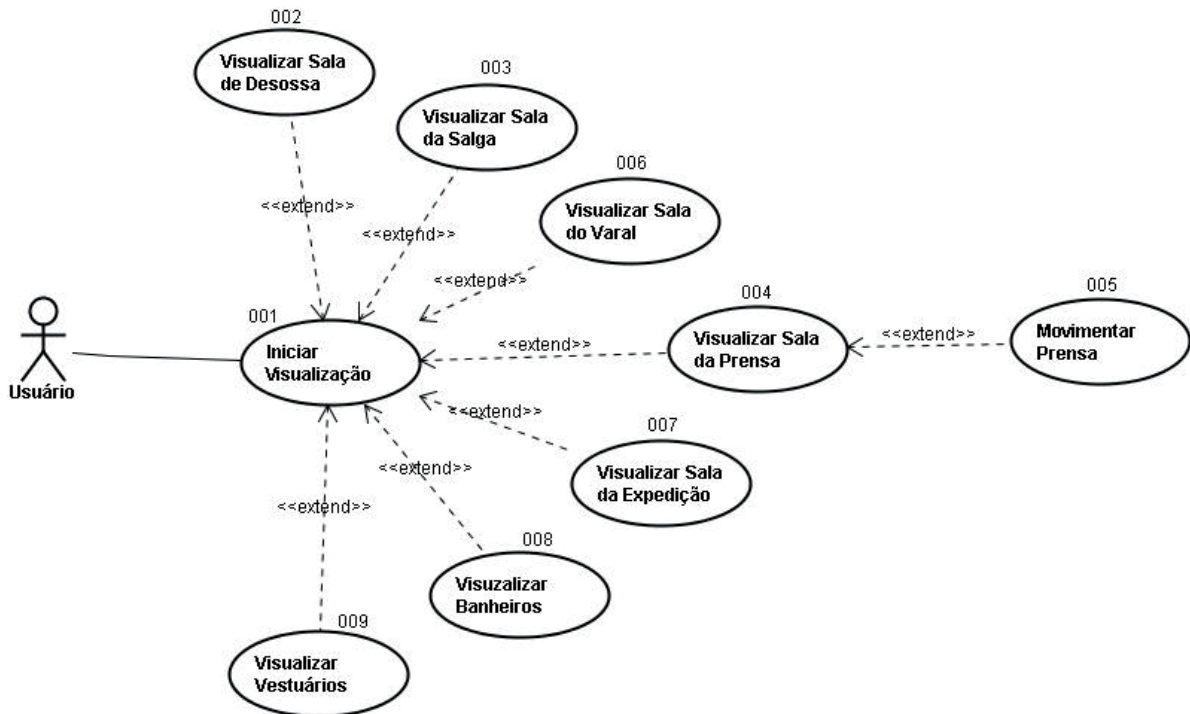 002
Visualizar Sala
de Desossa
003
Visualizar Sala
da Salga
006
Visualizar Sala
do Varal
<<extend>>
<<extend>>
<<extend>>
004
005
001
Visualizar Sala
da Prensa
<<extend>>
Movimentar
Prensa
Iniciar
Visualização
<<extend>>
Usuário
<<extend>>
007
Visualizar Sala
da Expedição
<<extend>>
<<extend>>
008
Visuzalizar
Banheiros
009
Visualizar
Vestuários